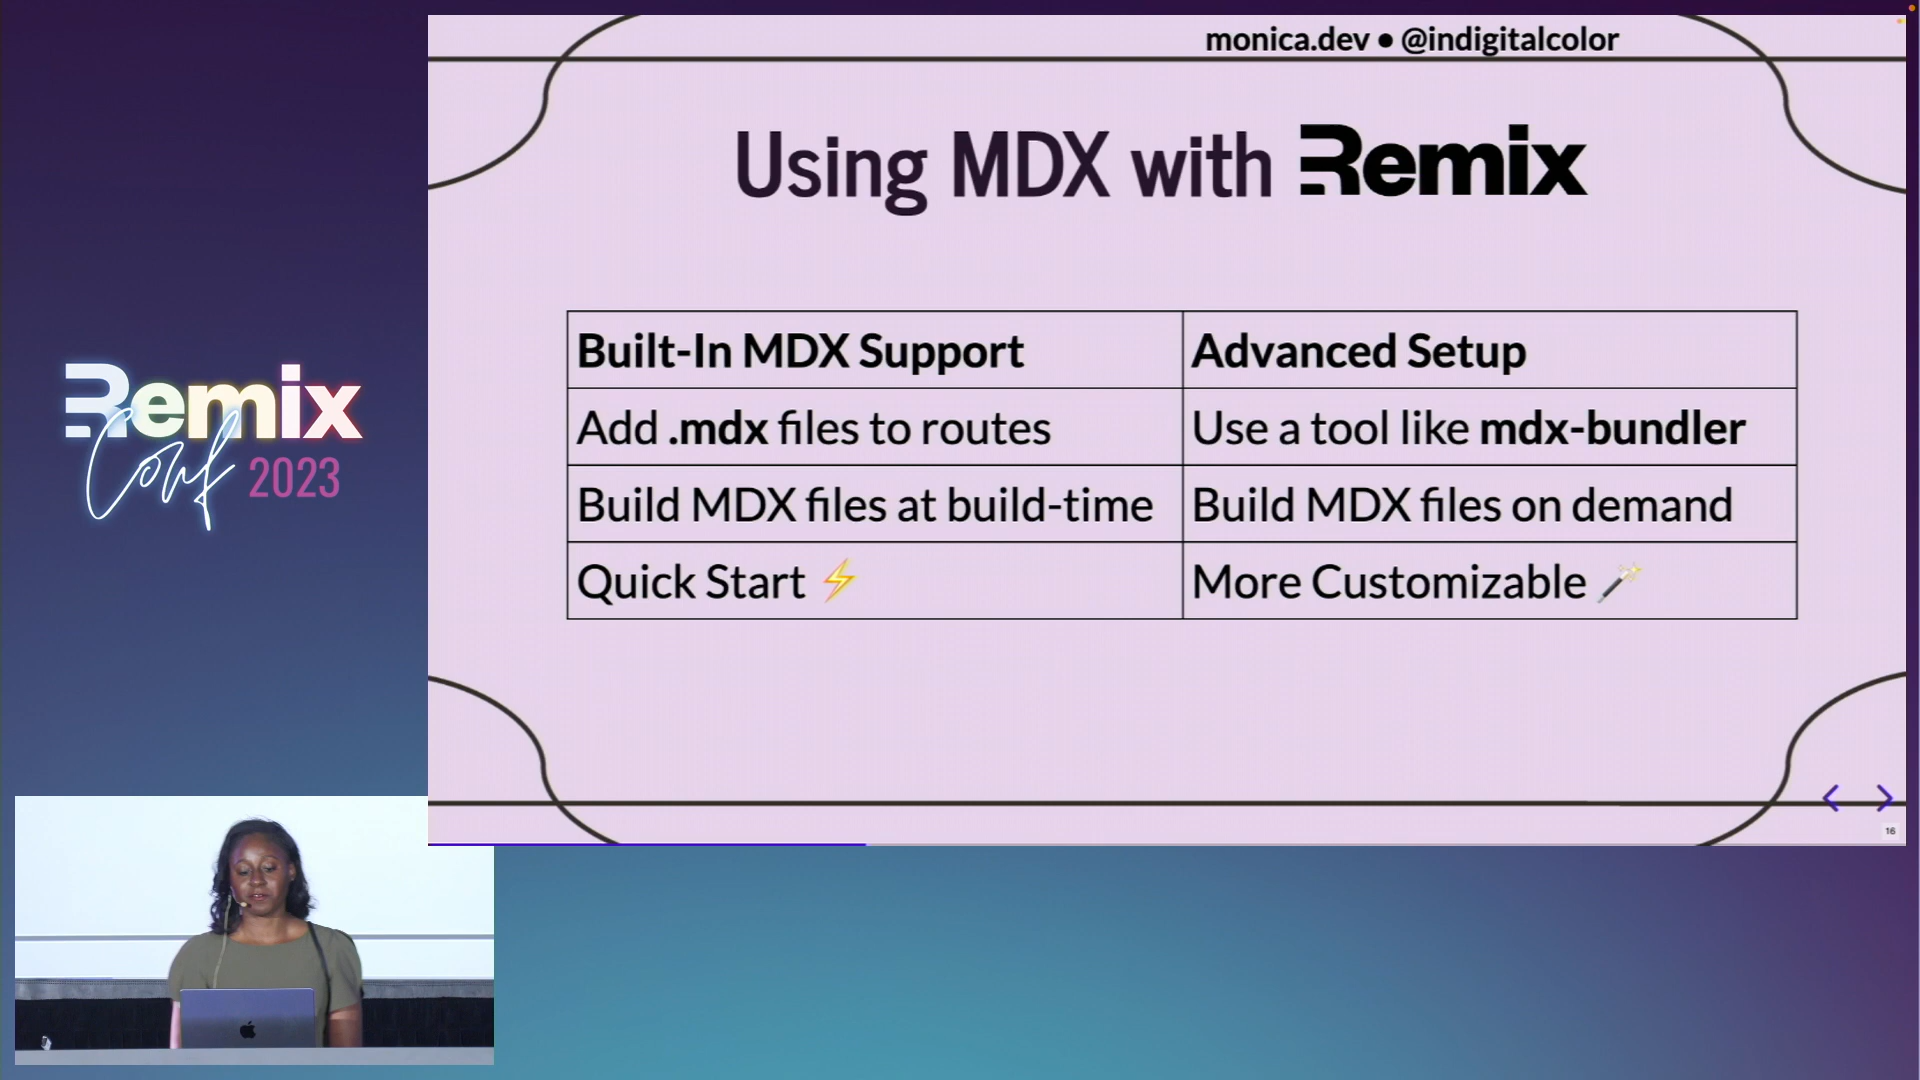 monica.dev ● @indigitalcolor
Using MDX with Remix
Built-In MDX Support
Advanced Setup
Add .mdx files to routes
Use a tool like mdx-bundler
Build MDX files at build-time
Build MDX files on demand
Quick Start ⚡
More Customizable 🪄
16
Remix
Conf 2023